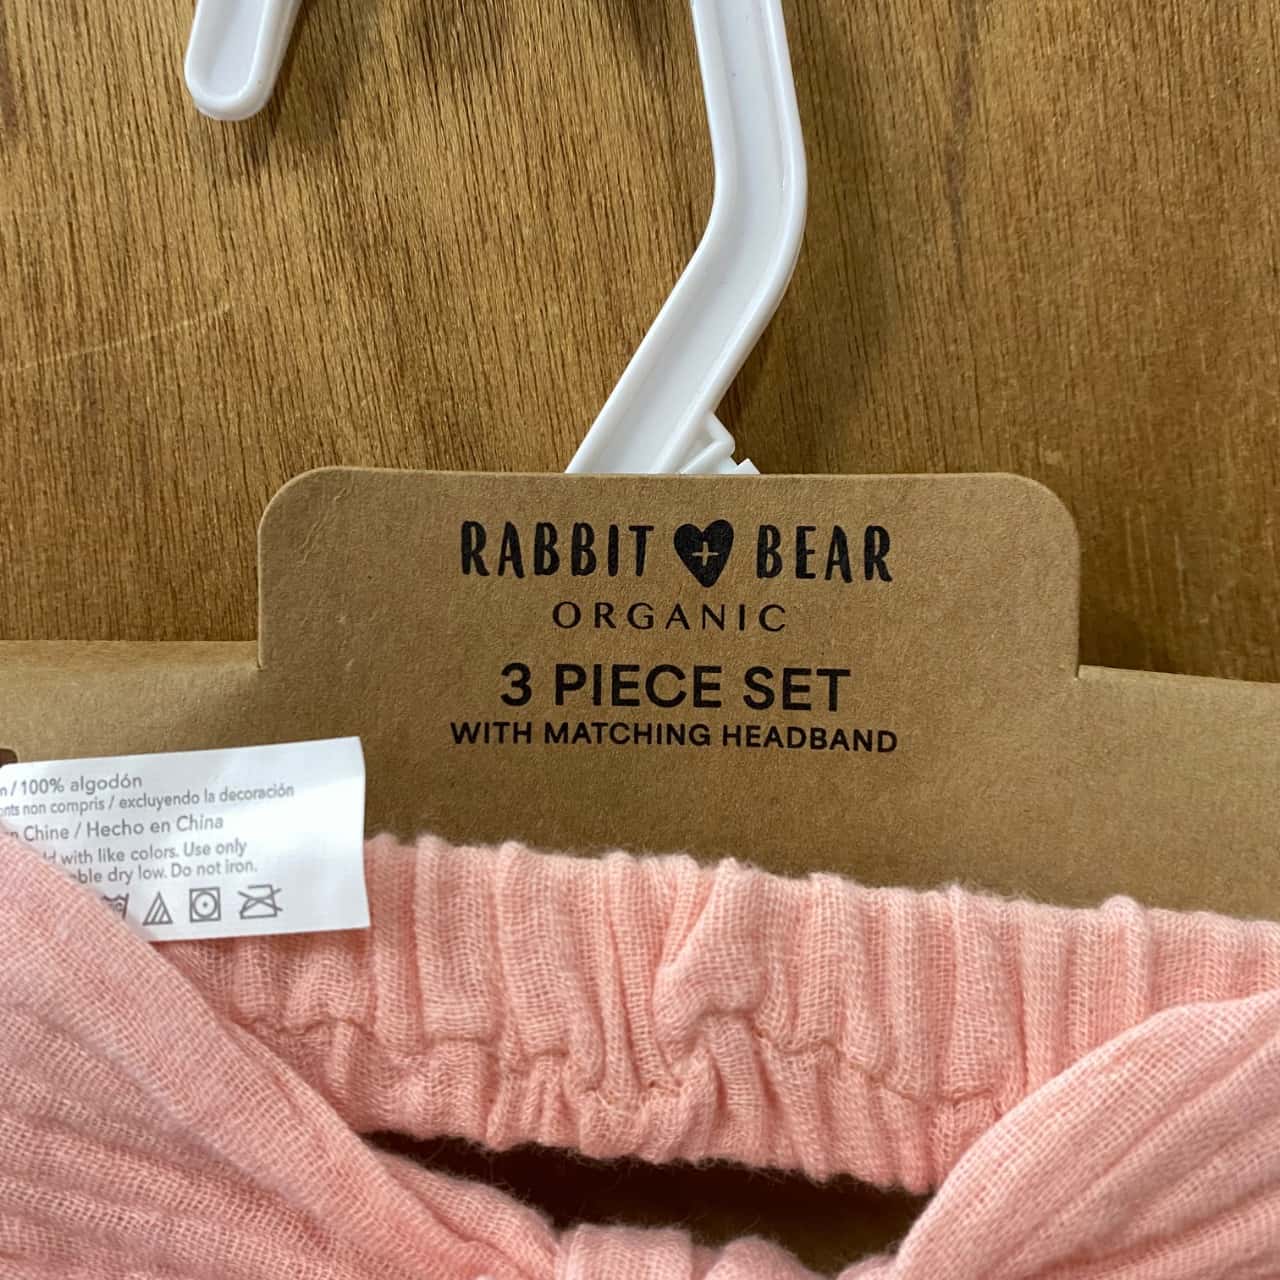 RABBIT + BEAR
ORGANIC
3 PIECE SET
WITH MATCHING HEADBAND
/ 100% algodón
non compris / excluyendo la decoración
Chine / Hecho en China
with like colors. Use only
dry low. Do not iron.